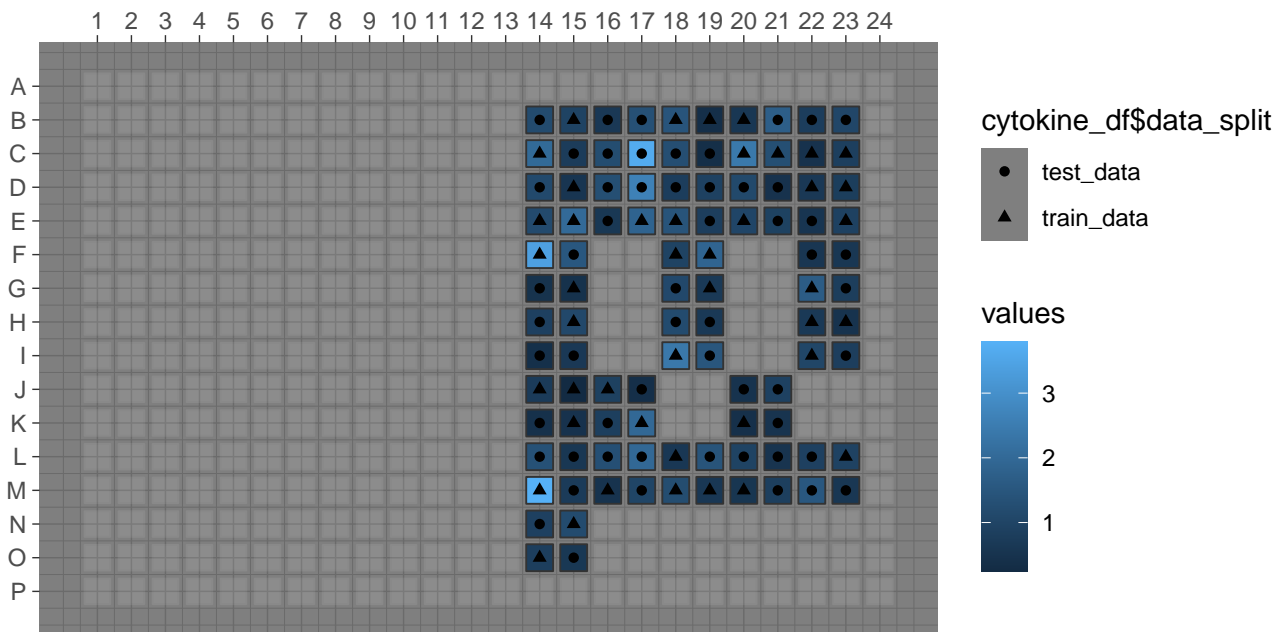 1 2 3 4 5 6 7 8 9 10 11 12 13 14 15 16 17 18 19 20 21 22 23 24
A
B
C
D
E
F
G
H
I
J
K
L
M
N
O
P
cytokine_df$data_split
test_data
train_data
values
3
2
1